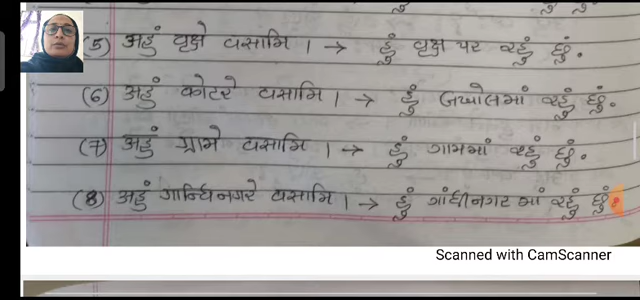 (5) अहं वृक्षे वसामि । → હું વૃક્ષ પર રહું છું.
(6) अहं कोटरे वसामि । → હું બખોલમાં રહું છું.
(7) अहं ग्रामे वसामि । → હું ગામમાં રહું છું.
(8) अहं गान्धिनगरे वसामि । → હું ગાંધીનગર માં રહું છું.
Scanned with CamScanner